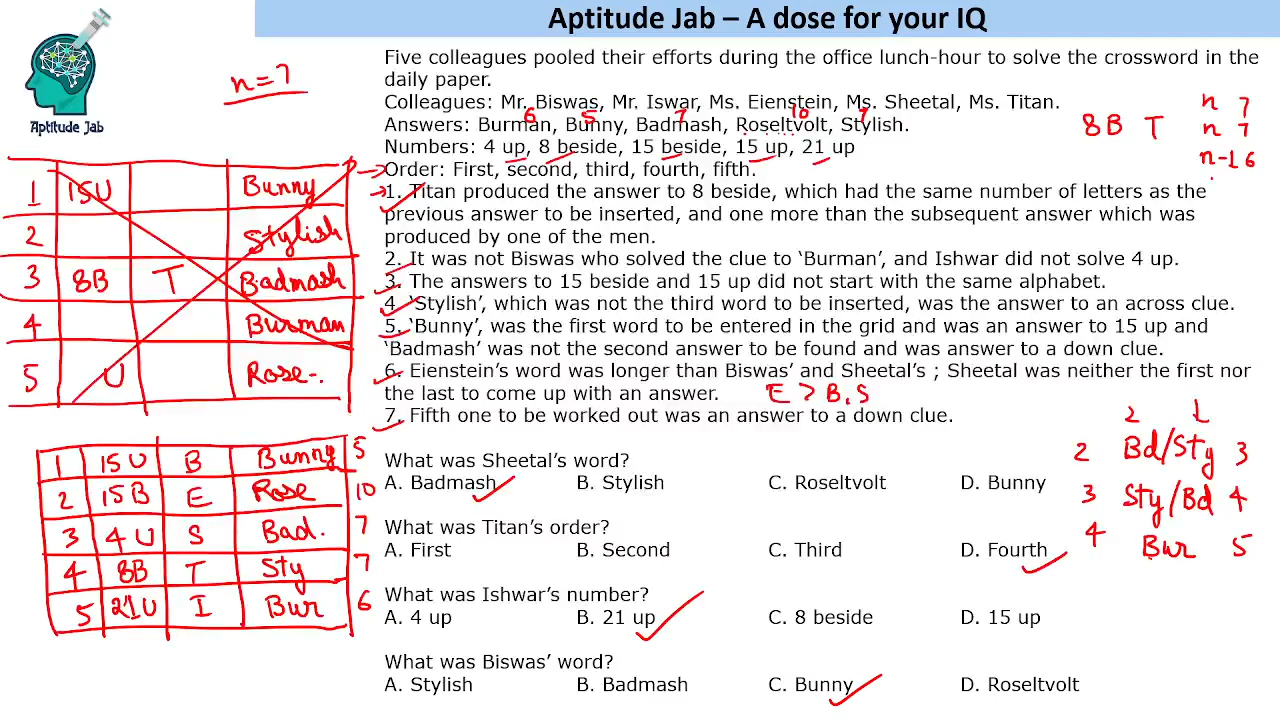 Aptitude Jab – A dose for your IQ
Aptitude Jab
n=7
Five colleagues pooled their efforts during the office lunch-hour to solve the crossword in the
daily paper.
Colleagues: Mr. Biswas, Mr. Iswar, Ms. Eienstein, Ms. Sheetal, Ms. Titan.
6 5 7 10 7
Answers: Burman, Bunny, Badmash, Roseltvolt, Stylish.
Numbers: 4 up, 8 beside, 15 beside, 15 up, 21 up
Order: First, second, third, fourth, fifth.
8B T
n 7
n 7
n-1 6
1. Titan produced the answer to 8 beside, which had the same number of letters as the
previous answer to be inserted, and one more than the subsequent answer which was
produced by one of the men.
2. It was not Biswas who solved the clue to ‘Burman’, and Ishwar did not solve 4 up.
3. The answers to 15 beside and 15 up did not start with the same alphabet.
4. ‘Stylish’, which was not the third word to be inserted, was the answer to an across clue.
5. ‘Bunny’, was the first word to be entered in the grid and was an answer to 15 up and
‘Badmash’ was not the second answer to be found and was answer to a down clue.
6. Eienstein’s word was longer than Biswas’ and Sheetal’s ; Sheetal was neither the first nor
the last to come up with an answer.
E > B, S
7. Fifth one to be worked out was an answer to a down clue.
1 15U Bunny
2 Stylish
3 8B T Badmash
4 Burman
5 U Rose-.
1 15U B Bunny 5
2 15B E Rose 10
3 4U S Bad. 7
4 8B T Sty 7
5 21U I Bur 6
2 1
2 Bd/Sty 3
3 Sty/Bd 4
4 Bur 5
What was Sheetal’s word?
A. Badmash B. Stylish C. Roseltvolt D. Bunny
What was Titan’s order?
A. First B. Second C. Third D. Fourth
What was Ishwar’s number?
A. 4 up B. 21 up C. 8 beside D. 15 up
What was Biswas’ word?
A. Stylish B. Badmash C. Bunny D. Roseltvolt